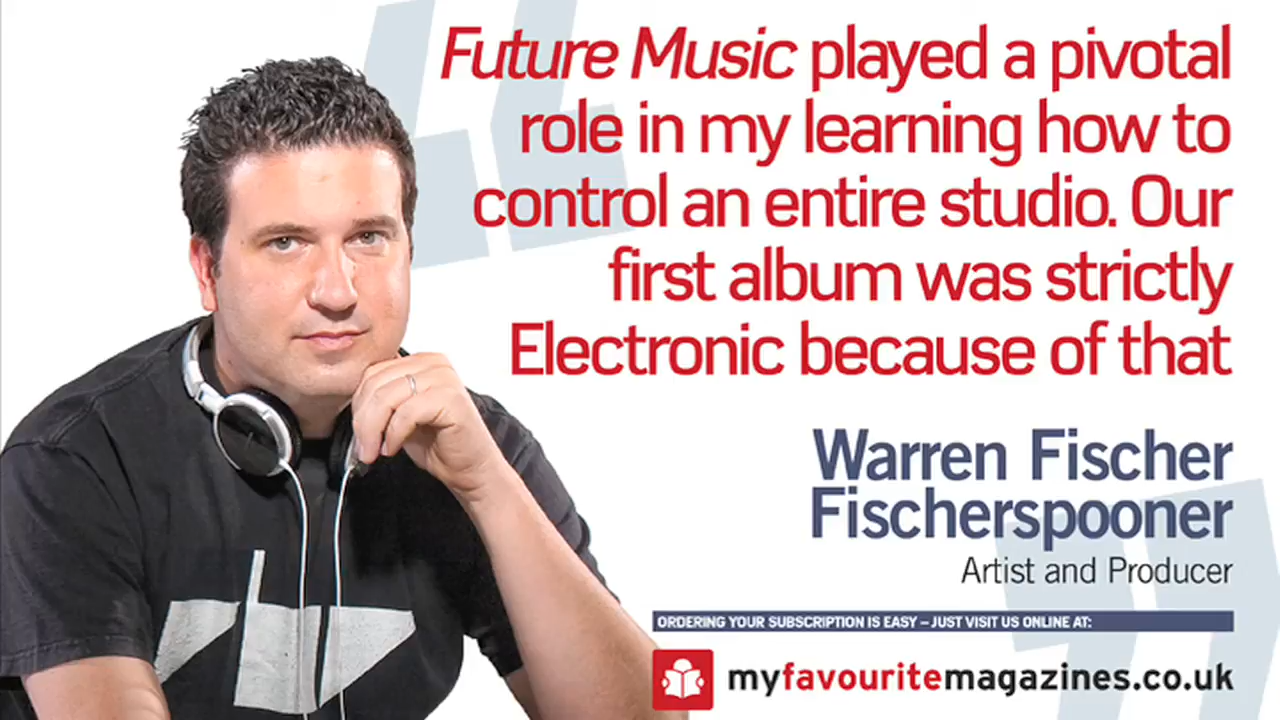 Future Music played a pivotal
role in my learning how to
control an entire studio. Our
first album was strictly
Electronic because of that
Warren Fischer
Fischerspooner
Artist and Producer
ORDERING YOUR SUBSCRIPTION IS EASY – JUST VISIT US ONLINE AT:
myfavouritemagazines.co.uk